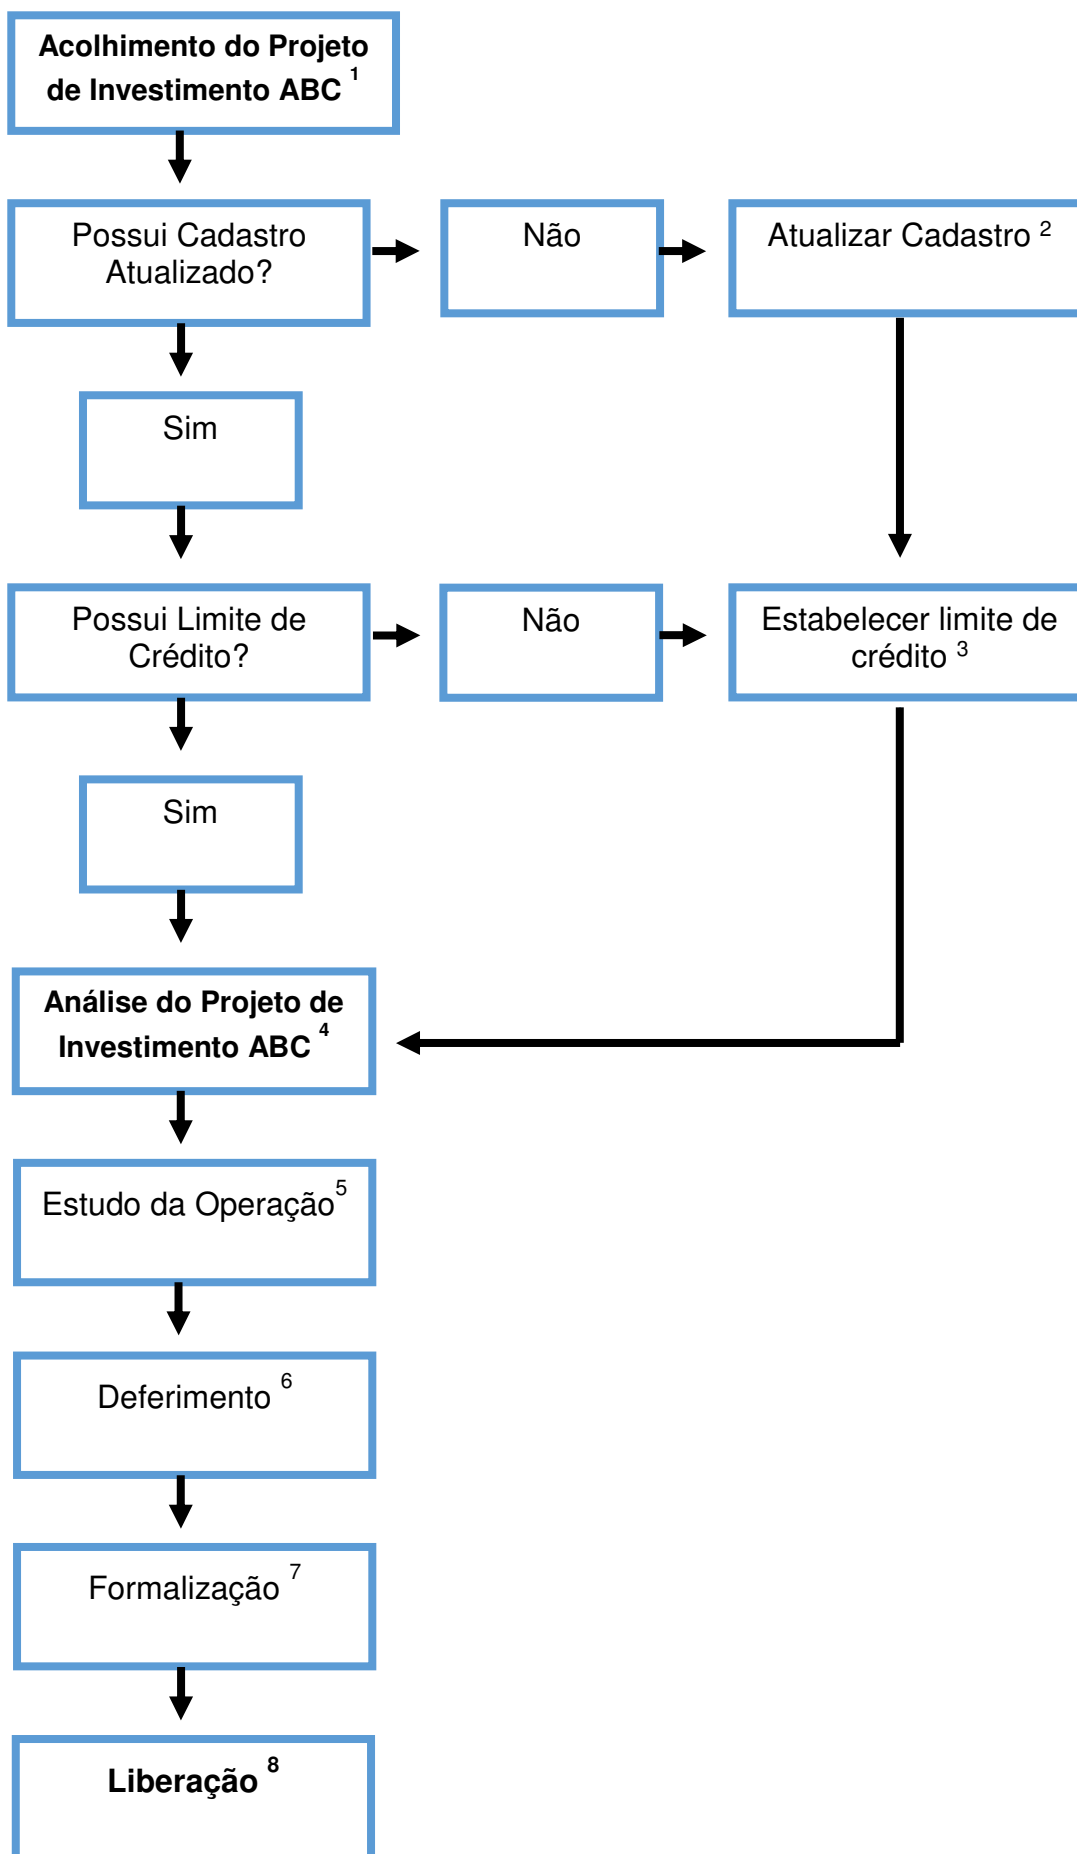 Acolhimento do Projeto
de Investimento ABC 1
Possui Cadastro
Atualizado?
Não
Atualizar Cadastro 2
Sim
Possui Limite de
Crédito?
Não
Estabelecer limite de
crédito 3
Sim
Análise do Projeto de
Investimento ABC 4
Estudo da Operação5
Deferimento 6
Formalização 7
Liberação 8